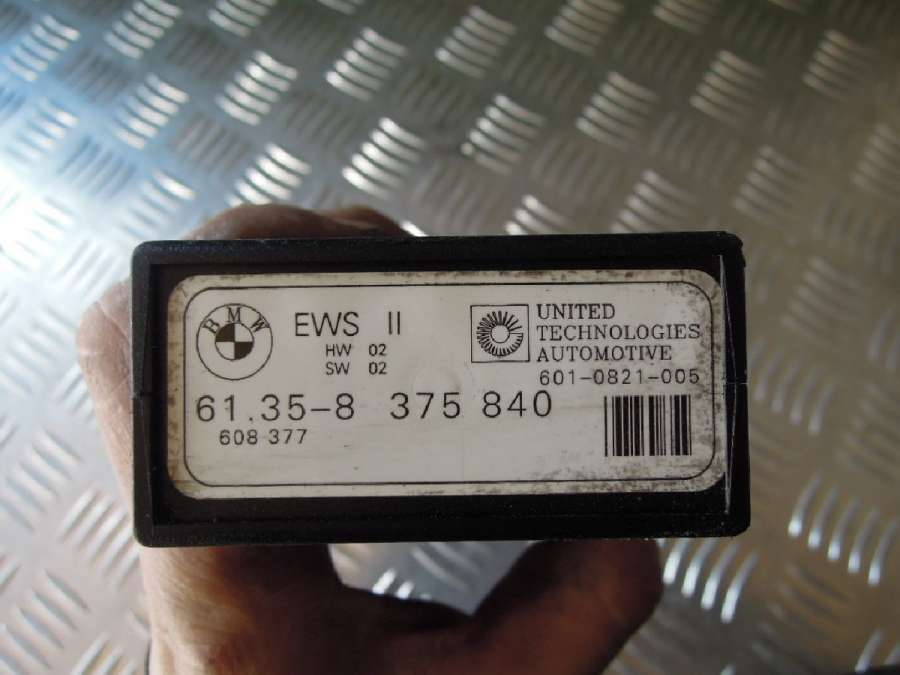 BMW
EWS II
HW 02
SW 02
UNITED
TECHNOLOGIES
AUTOMOTIVE
601-0821-005
61.35-8 375 840
608 377